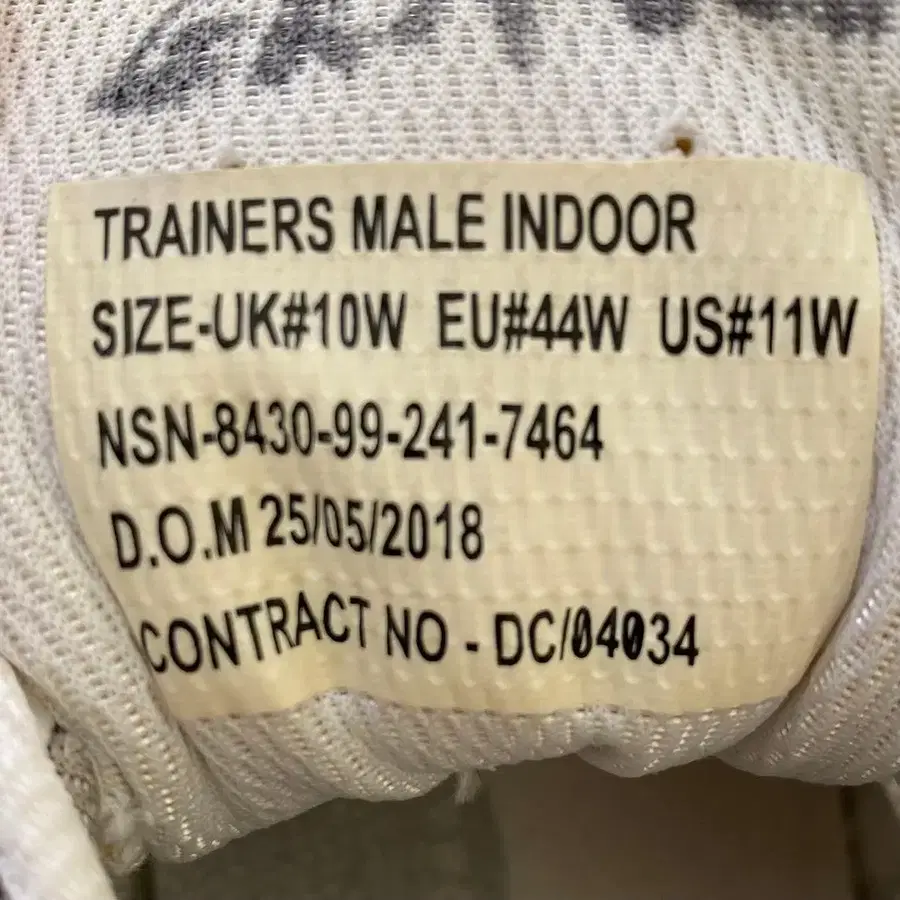 TRAINERS MALE INDOOR
SIZE-UK#10W EU#44W US#11W
NSN-8430-99-241-7464
D.O.M 25/05/2018
CONTRACT NO - DC/04034